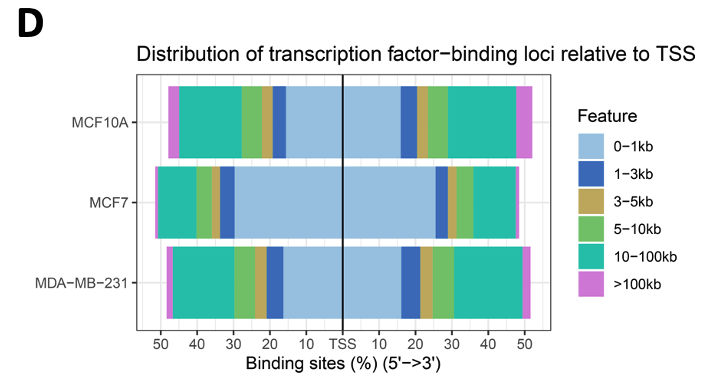 D
Distribution of transcription factor−binding loci relative to TSS
MCF10A
MCF7
MDA−MB−231
50 40 30 20 10 TSS 10 20 30 40 50
Binding sites (%) (5'−>3')
Feature
0−1kb
1−3kb
3−5kb
5−10kb
10−100kb
>100kb